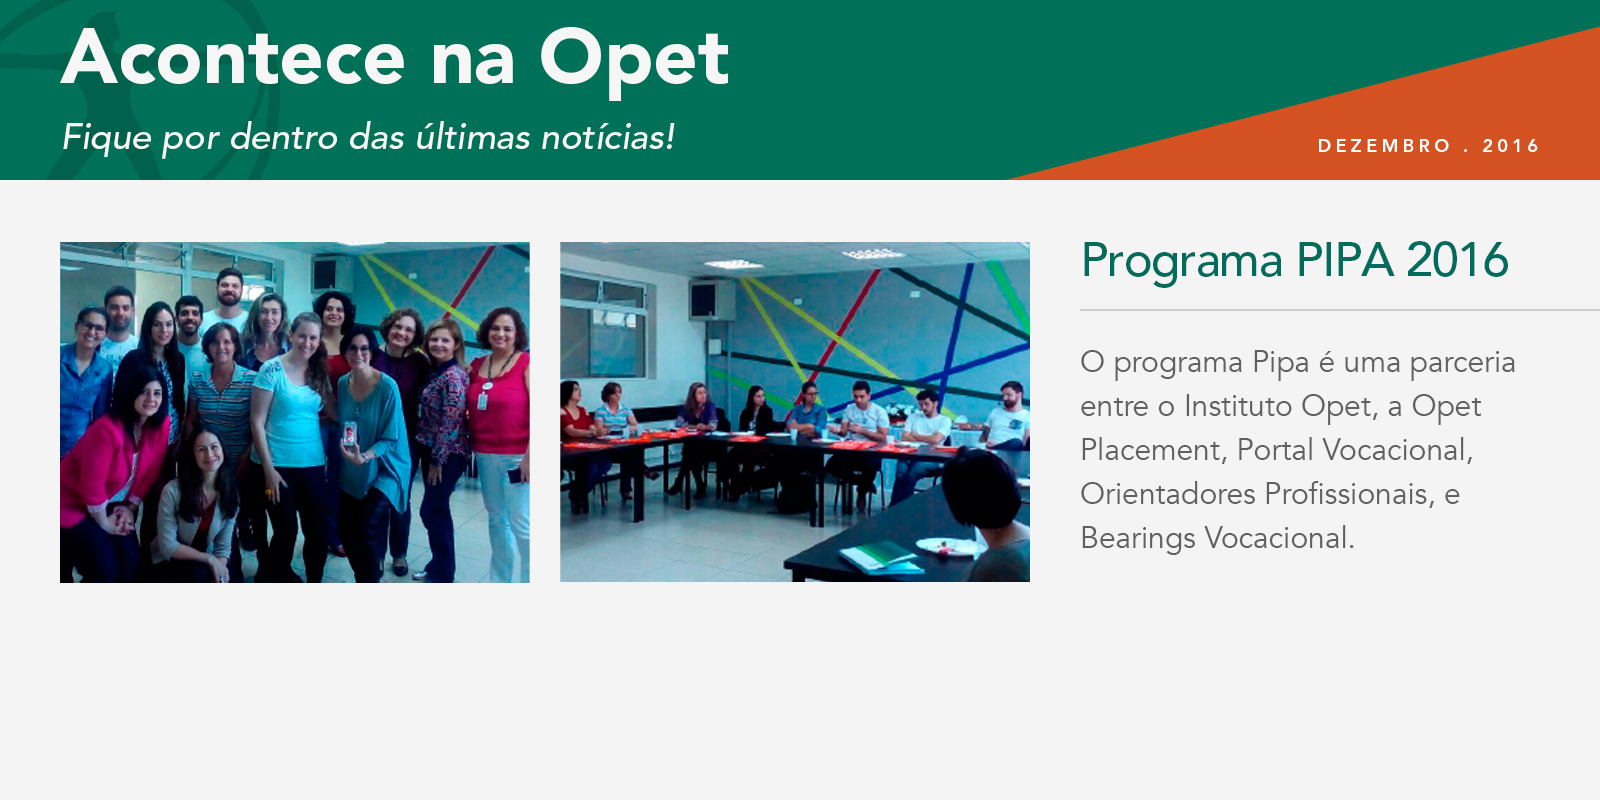 Acontece na Opet
Fique por dentro das últimas notícias!
DEZEMBRO . 2016
Programa PIPA 2016
O programa Pipa é uma parceria
entre o Instituto Opet, a Opet
Placement, Portal Vocacional,
Orientadores Profissionais, e
Bearings Vocacional.